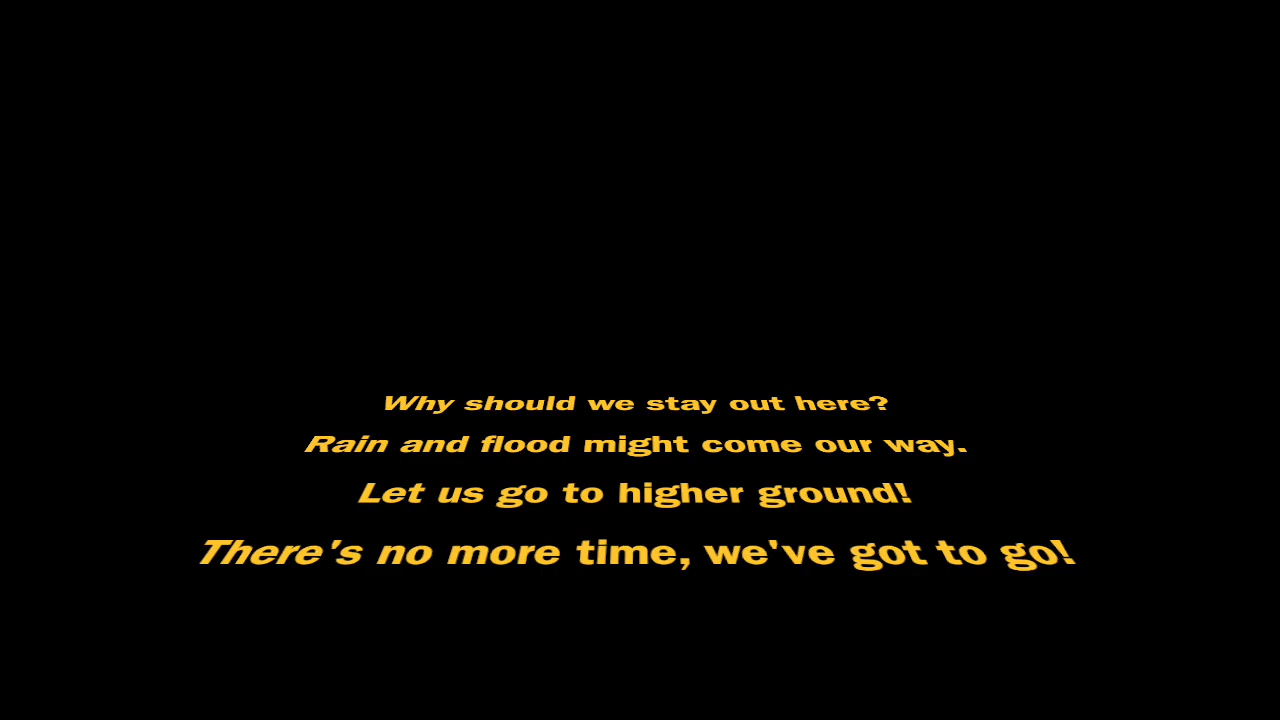 Why should we stay out here?
Rain and flood might come our way.
Let us go to higher ground!
There's no more time, we've got to go!